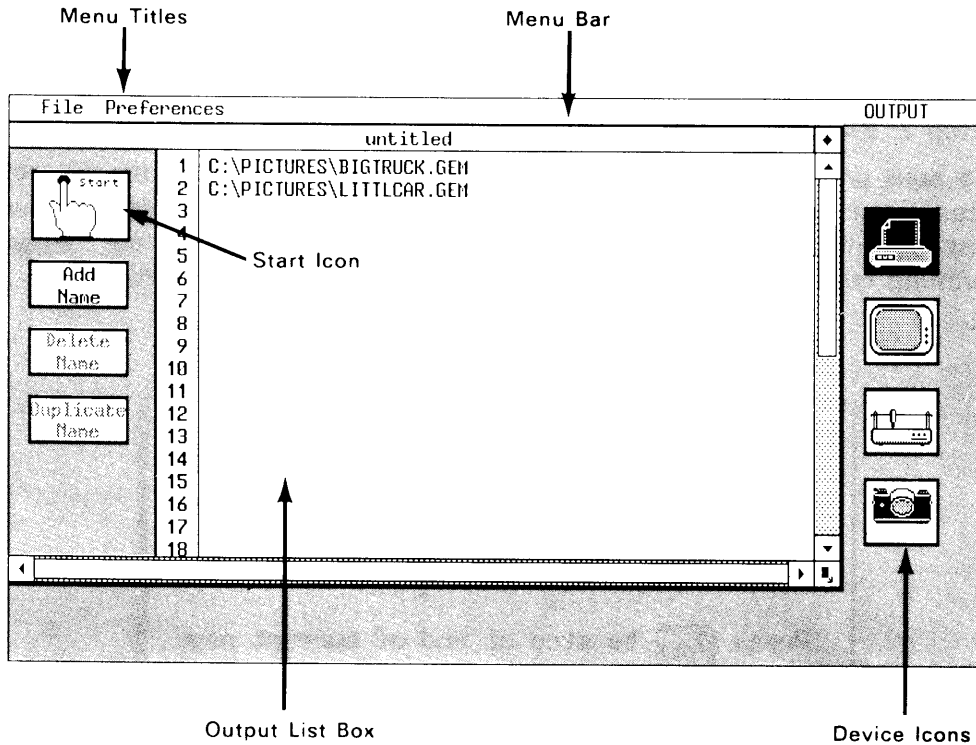 Menu Titles
Menu Bar
File Preferences
OUTPUT
untitled
Start
Add
Name
Delete
Name
Duplicate
Name
1 C:\PICTURES\BIGTRUCK.GEM
2 C:\PICTURES\LITTLCAR.GEM
3
4
5
6
7
8
9
10
11
12
13
14
15
16
17
18
Start Icon
Output List Box
Device Icons